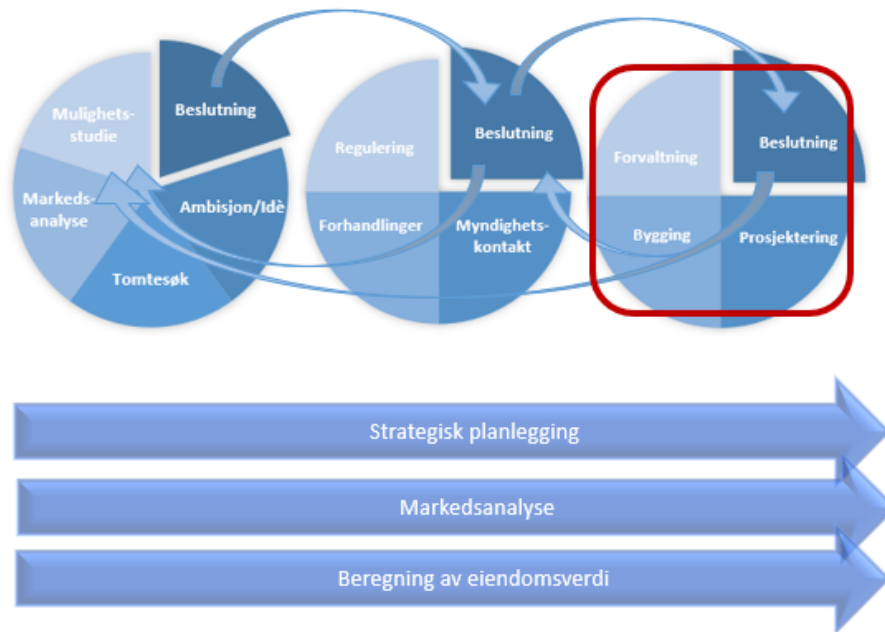 Mulighets-
studie
Beslutning
Markeds-
analyse
Ambisjon/Idè
Tomtesøk
Regulering
Beslutning
Forhandlinger
Myndighets-
kontakt
Forvaltning
Beslutning
Bygging
Prosjektering
Strategisk planlegging
Markedsanalyse
Beregning av eiendomsverdi